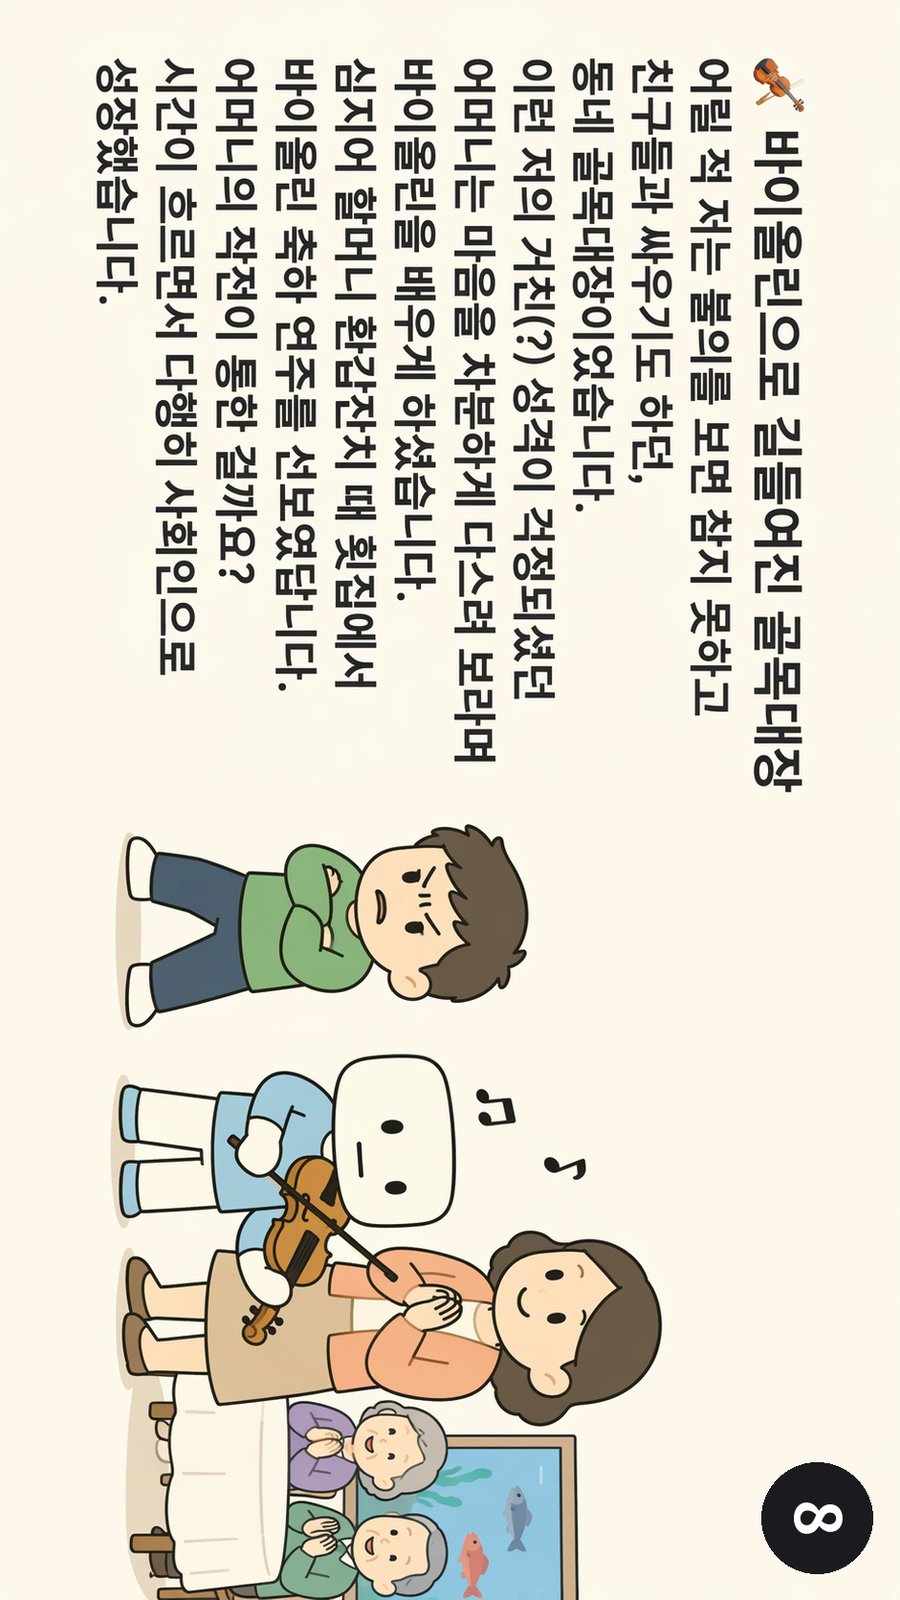 🎻 바이올린으로 길들여진 골목대장
어릴 적 저는 불의를 보면 참지 못하고
친구들과 싸우기도 하던,
동네 골목대장이었습니다.
이런 저의 거친(?) 성격이 걱정되셨던
어머니는 마음을 차분하게 다스려 보라며
바이올린을 배우게 하셨습니다.
심지어 할머니 환갑잔치 때 횟집에서
바이올린 축하 연주를 선보였답니다.
어머니의 작전이 통한 걸까요?
시간이 흐르면서 다행히 사회인으로
성장했습니다.
8